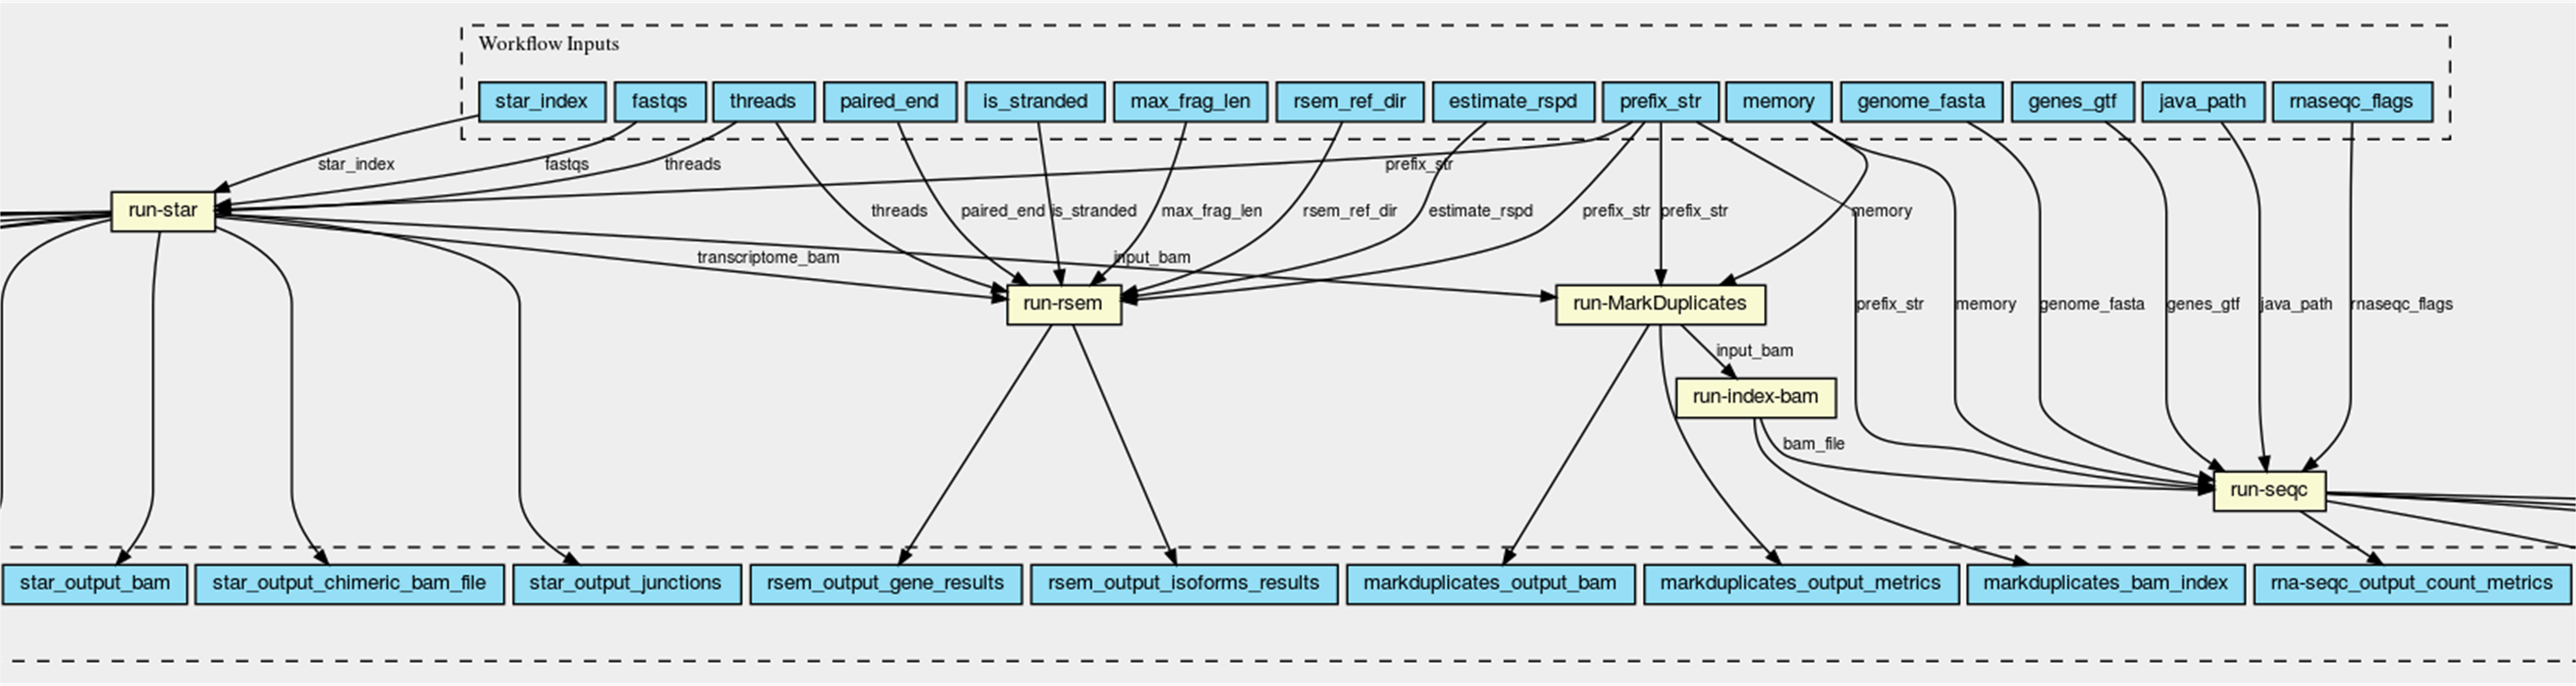 Workflow Inputs
star_index fastqs threads paired_end is_stranded max_frag_len rsem_ref_dir estimate_rspd prefix_str memory genome_fasta genes_gtf java_path rnaseqc_flags
star_index fastqs threads prefix_str
run-star threads paired_end is_stranded max_frag_len rsem_ref_dir estimate_rspd prefix_str prefix_str memory
transcriptome_bam input_bam
run-rsem run-MarkDuplicates prefix_str memory genome_fasta genes_gtf java_path rnaseqc_flags
input_bam
run-index-bam
bam_file
run-seqc
star_output_bam star_output_chimeric_bam_file star_output_junctions rsem_output_gene_results rsem_output_isoforms_results markduplicates_output_bam markduplicates_output_metrics markduplicates_bam_index rna-seqc_output_count_metrics